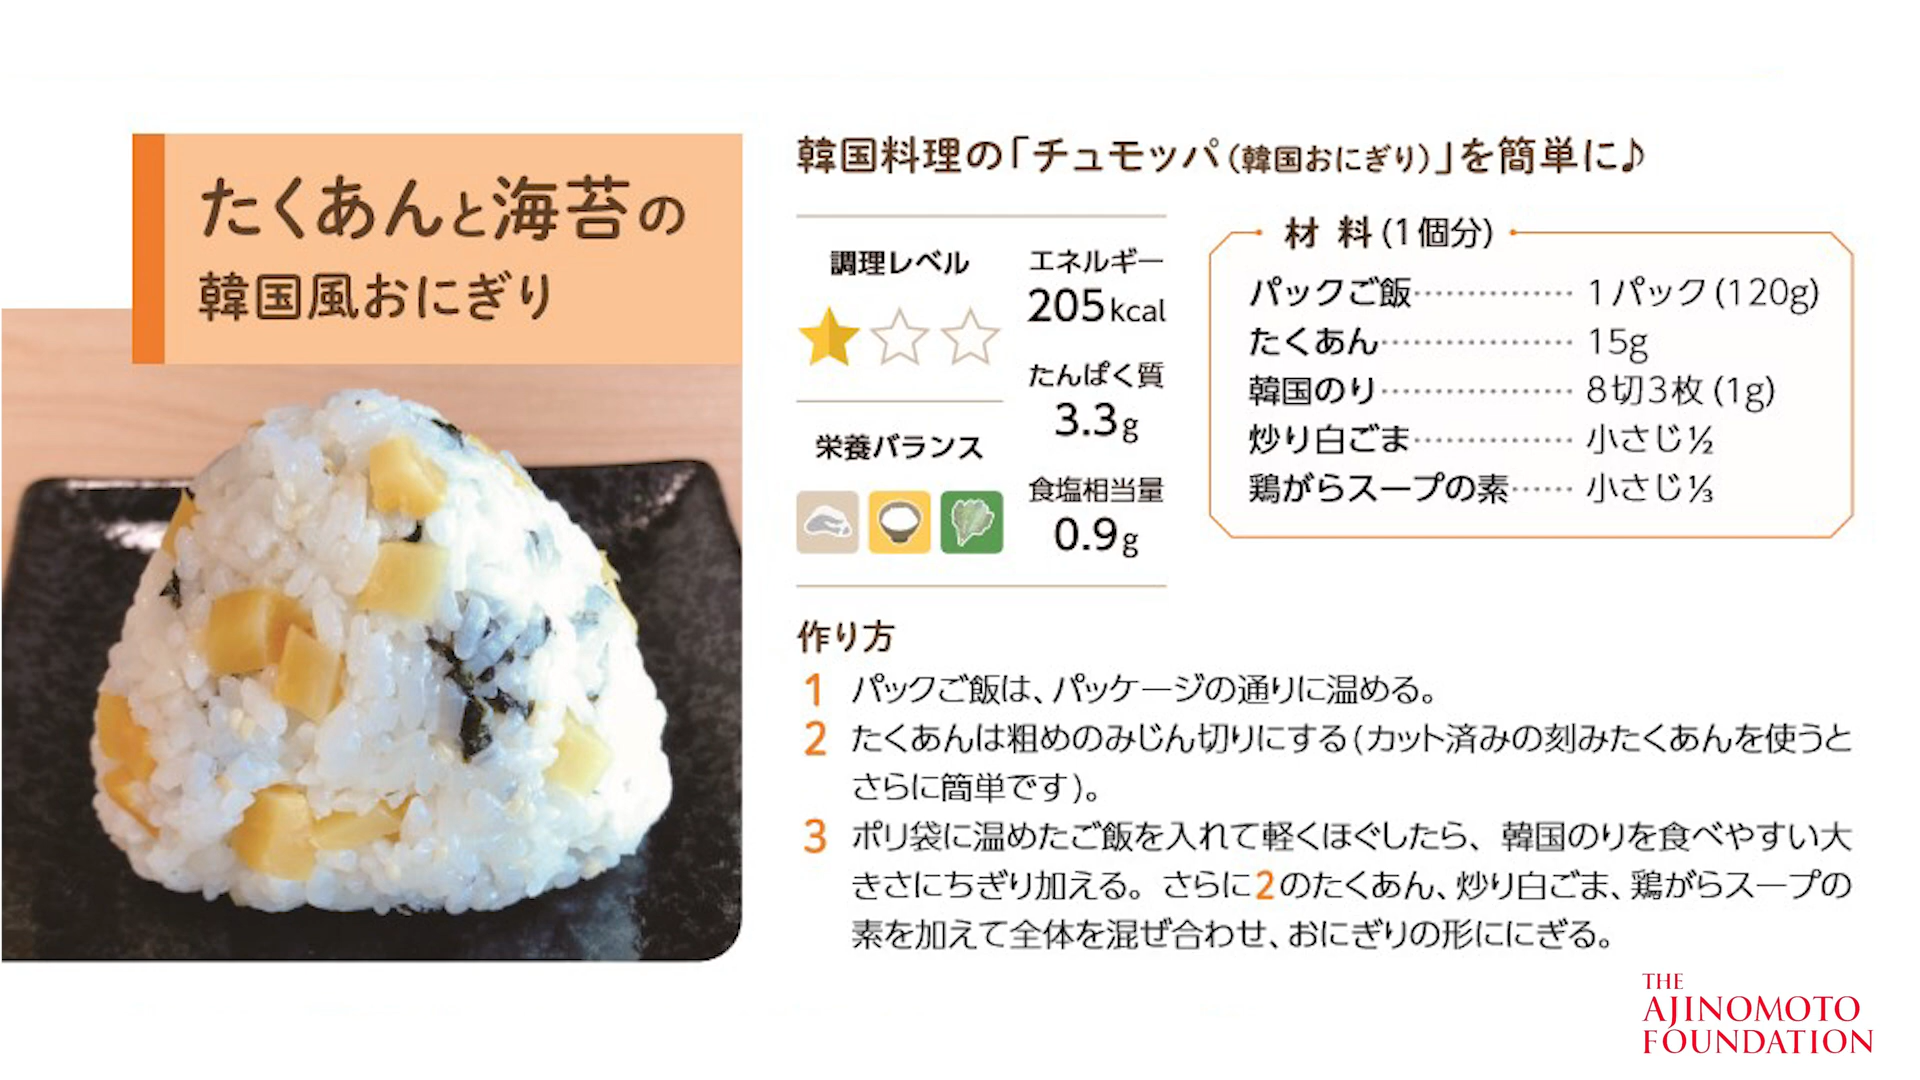 たくあんと海苔の
韓国風おにぎり
韓国料理の「チュモッパ（韓国おにぎり）」を簡単に♪
調理レベル
栄養バランス
エネルギー
205kcal
たんぱく質
3.3g
食塩相当量
0.9g
材 料（1個分）
パックご飯…………… 1パック（120g）
たくあん……………… 15g
韓国のり……………… 8切3枚（1g）
炒り白ごま…………… 小さじ½
鶏がらスープの素…… 小さじ⅓
作り方
1 パックご飯は、パッケージの通りに温める。
2 たくあんは粗めのみじん切りにする（カット済みの刻みたくあんを使うと
さらに簡単です）。
3 ポリ袋に温めたご飯を入れて軽くほぐしたら、韓国のりを食べやすい大
きさにちぎり加える。さらに2のたくあん、炒り白ごま、鶏がらスープの
素を加えて全体を混ぜ合わせ、おにぎりの形ににぎる。
THE
AJINOMOTO
FOUNDATION